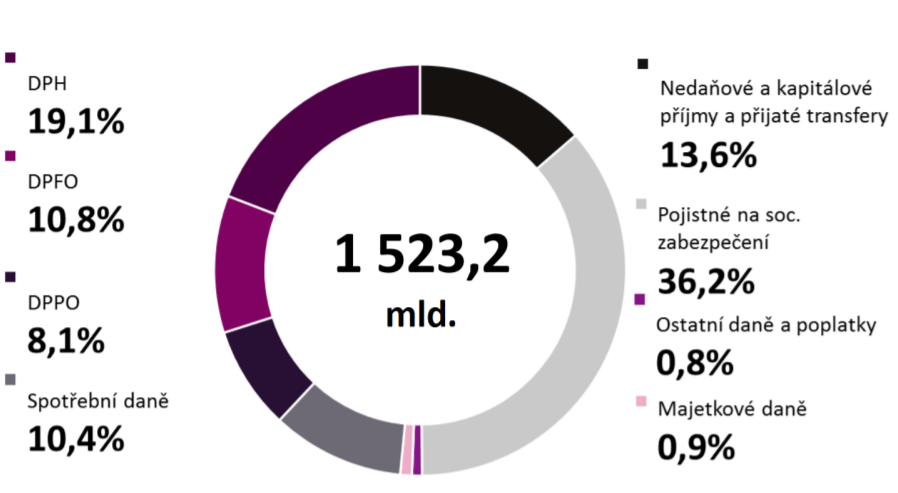 DPH
19,1%
DPFO
10,8%
DPPO
8,1%
Spotřební daně
10,4%
1 523,2
mld.
Nedaňové a kapitálové
příjmy a přijaté transfery
13,6%
Pojistné na soc.
zabezpečení
36,2%
Ostatní daně a poplatky
0,8%
Majetkové daně
0,9%